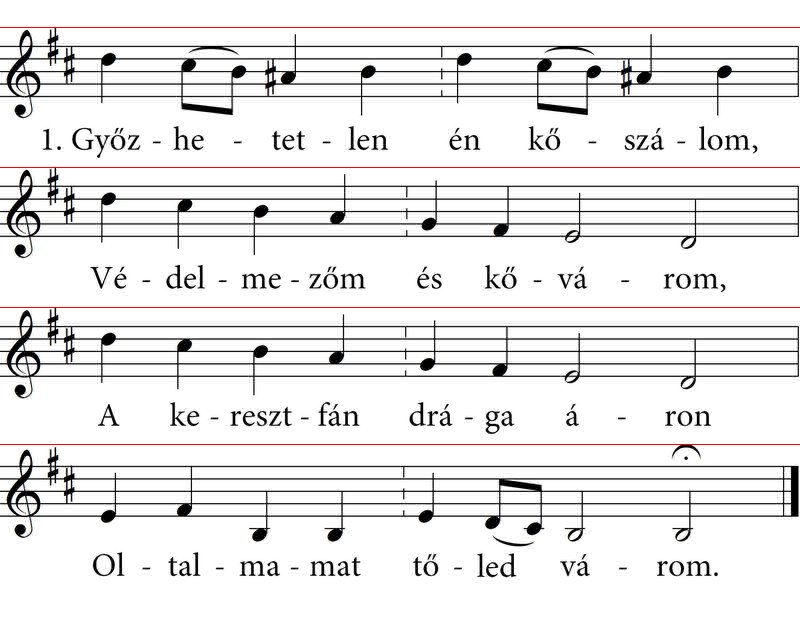 1. Győz - he - tet - len én kő - szá - lom,
Vé - del - me - zőm és kő - vá - rom,
A ke - reszt - fán drá - ga á - ron
Ol - tal - ma - mat tő - led vá - rom.